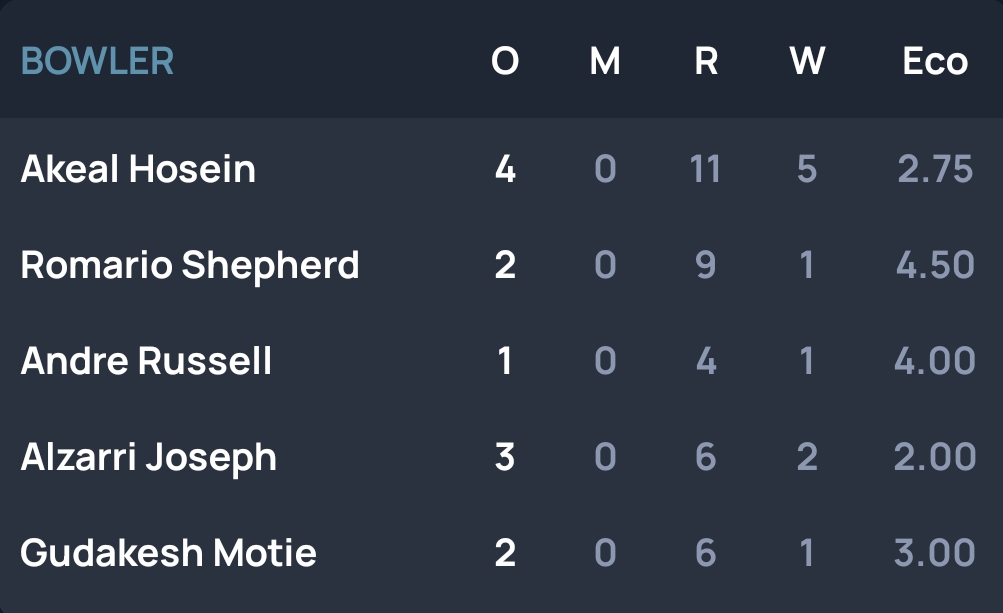 BOWLER O M R W Eco
Akeal Hosein 4 0 11 5 2.75
Romario Shepherd 2 0 9 1 4.50
Andre Russell 1 0 4 1 4.00
Alzarri Joseph 3 0 6 2 2.00
Gudakesh Motie 2 0 6 1 3.00